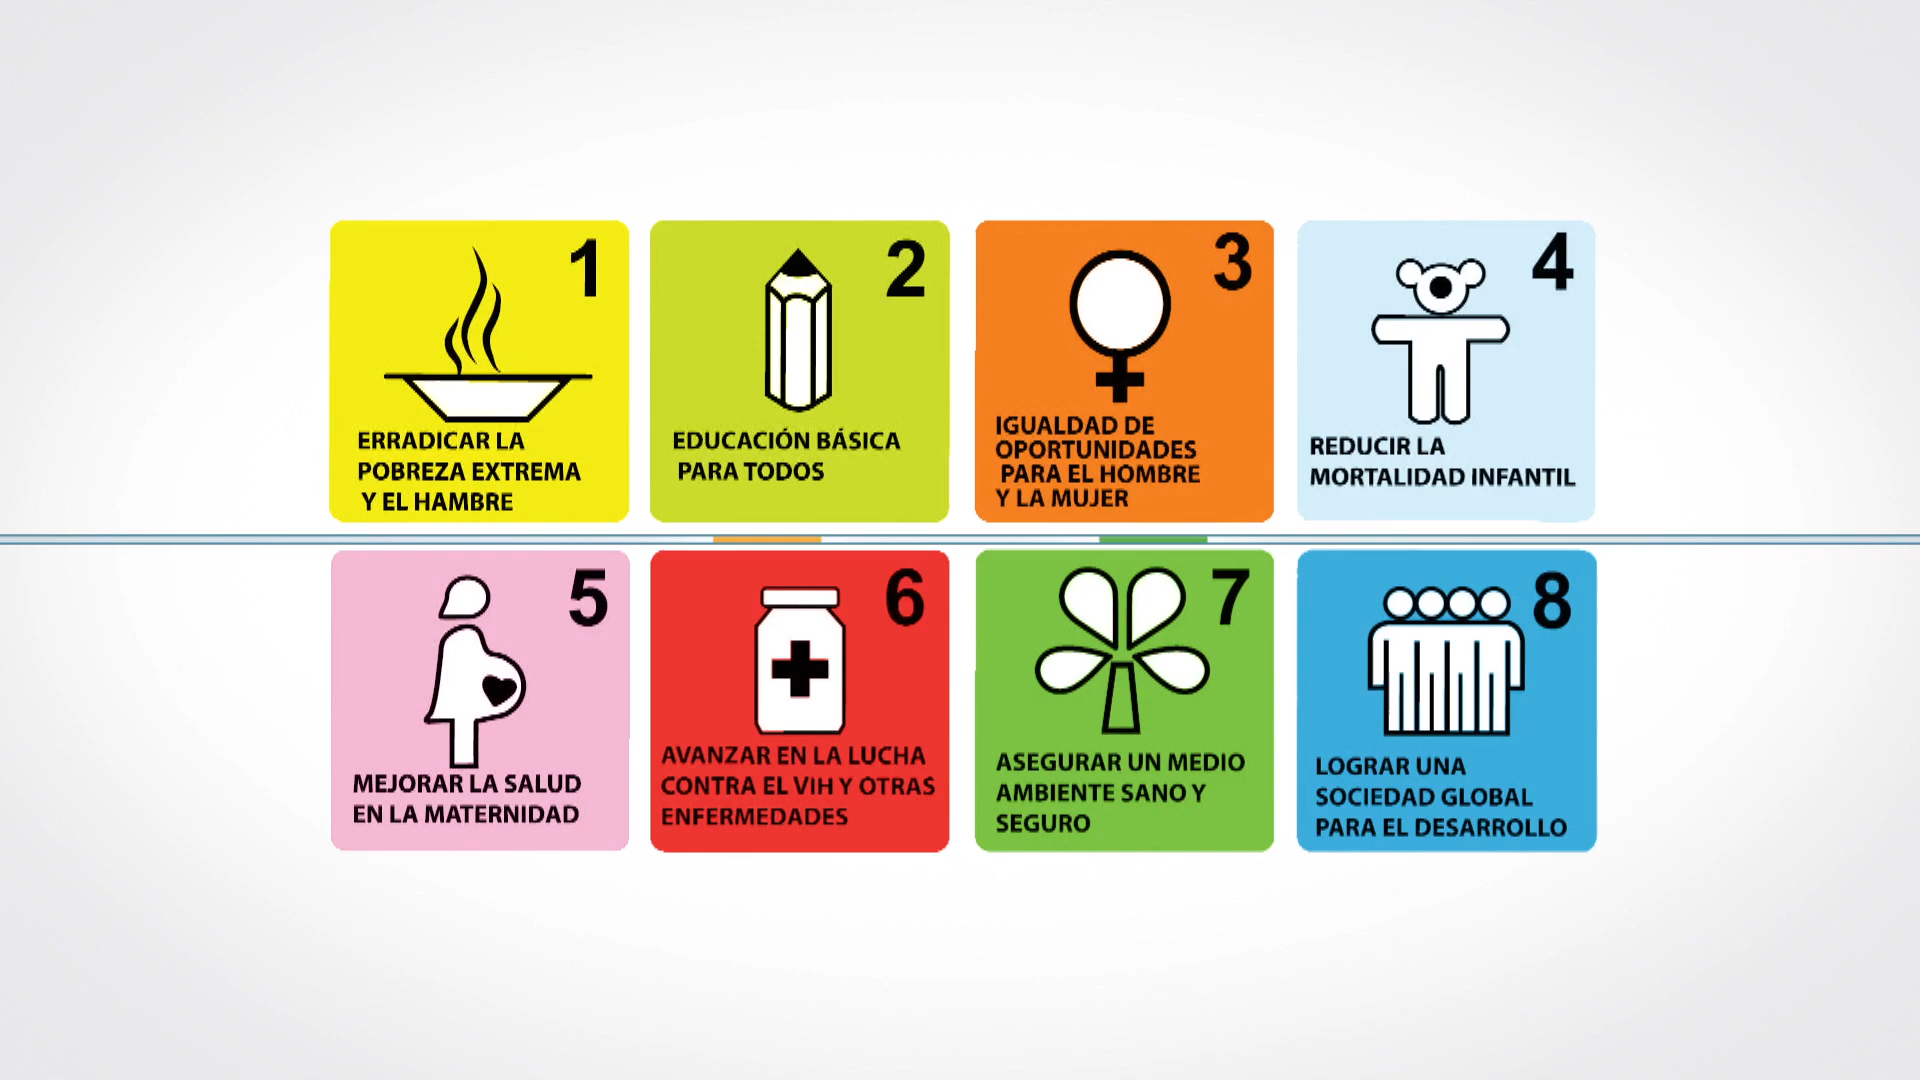 1
ERRADICAR LA
POBREZA EXTREMA
Y EL HAMBRE
2
EDUCACIÓN BÁSICA
PARA TODOS
3
IGUALDAD DE
OPORTUNIDADES
PARA EL HOMBRE
Y LA MUJER
4
REDUCIR LA
MORTALIDAD INFANTIL
5
MEJORAR LA SALUD
EN LA MATERNIDAD
6
AVANZAR EN LA LUCHA
CONTRA EL VIH Y OTRAS
ENFERMEDADES
7
ASEGURAR UN MEDIO
AMBIENTE SANO Y
SEGURO
8
LOGRAR UNA
SOCIEDAD GLOBAL
PARA EL DESARROLLO